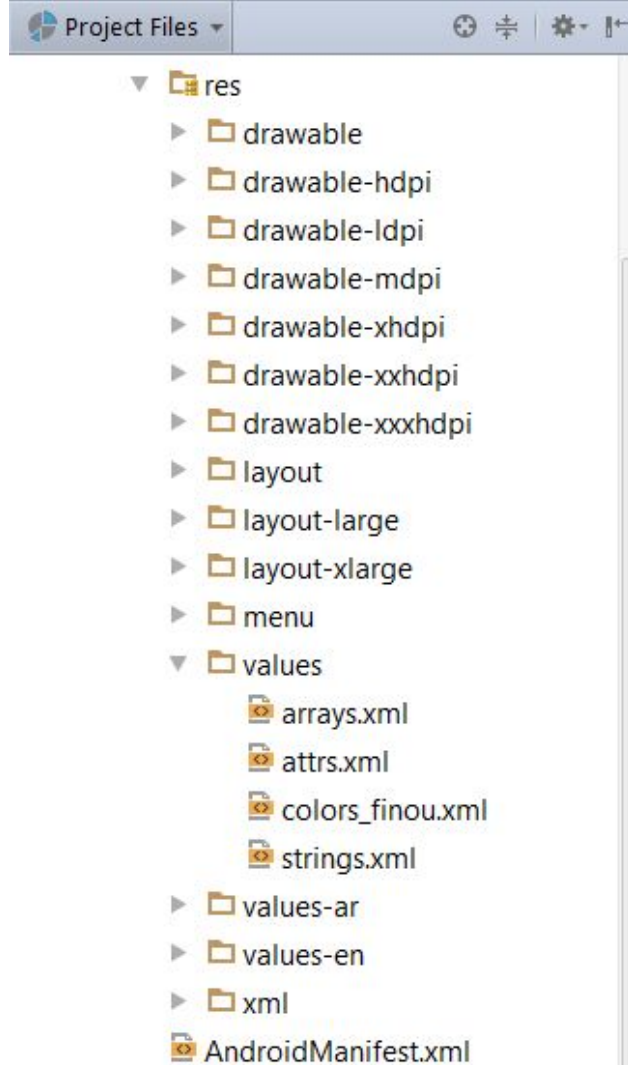 Project Files
res
drawable
drawable-hdpi
drawable-ldpi
drawable-mdpi
drawable-xhdpi
drawable-xxhdpi
drawable-xxxhdpi
layout
layout-large
layout-xlarge
menu
values
arrays.xml
attrs.xml
colors_finou.xml
strings.xml
values-ar
values-en
xml
AndroidManifest.xml